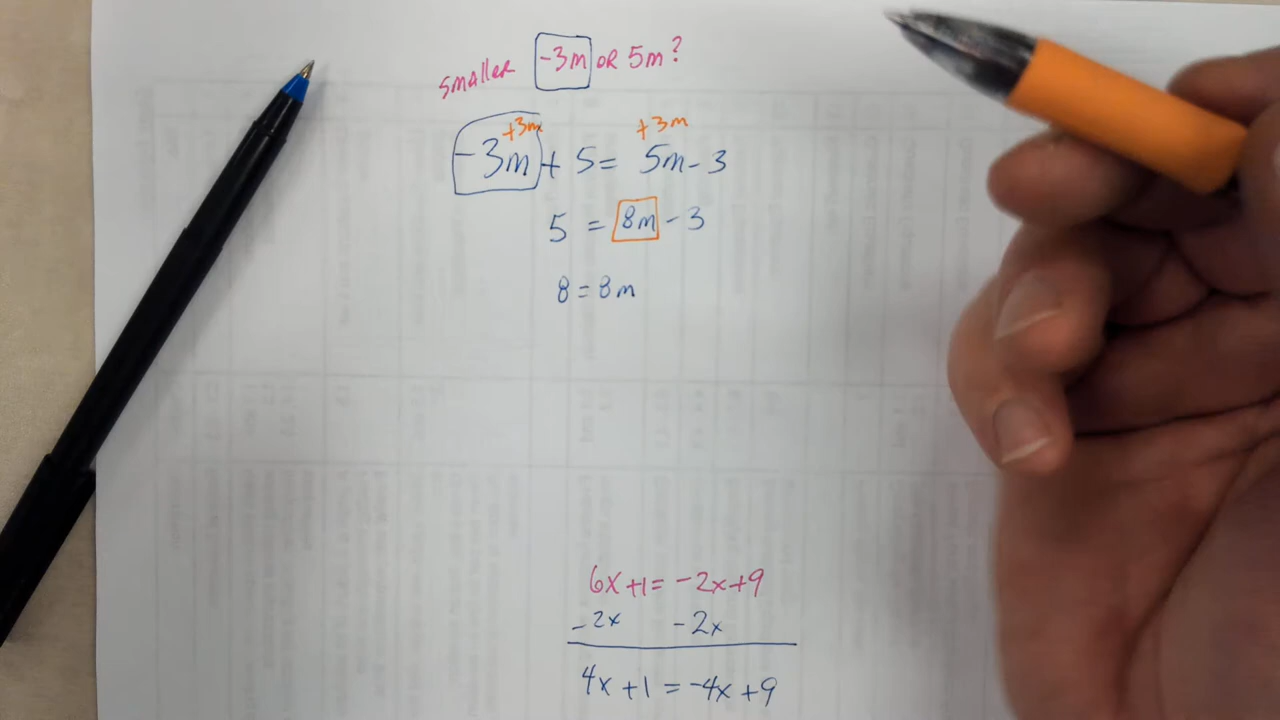 smaller -3m or 5m?
+3m +3m
-3m + 5 = 5m - 3
5 = 8m - 3
8 = 8m
6x + 1 = -2x + 9
-2x -2x
4x + 1 = -4x + 9